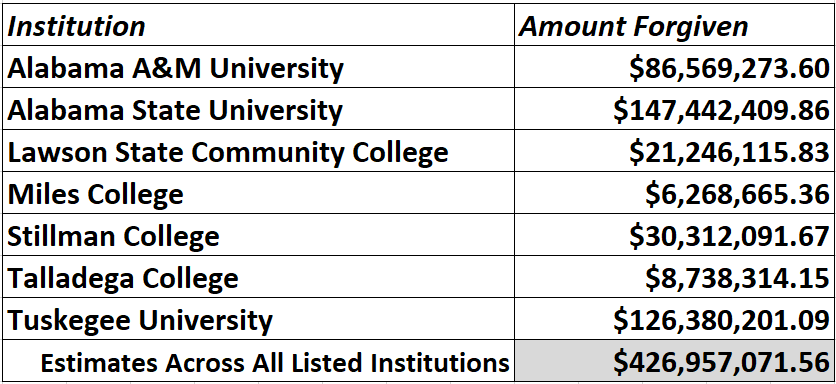 Institution Amount Forgiven
Alabama A&M University $86,569,273.60
Alabama State University $147,442,409.86
Lawson State Community College $21,246,115.83
Miles College $6,268,665.36
Stillman College $30,312,091.67
Talladega College $8,738,314.15
Tuskegee University $126,380,201.09
Estimates Across All Listed Institutions $426,957,071.56